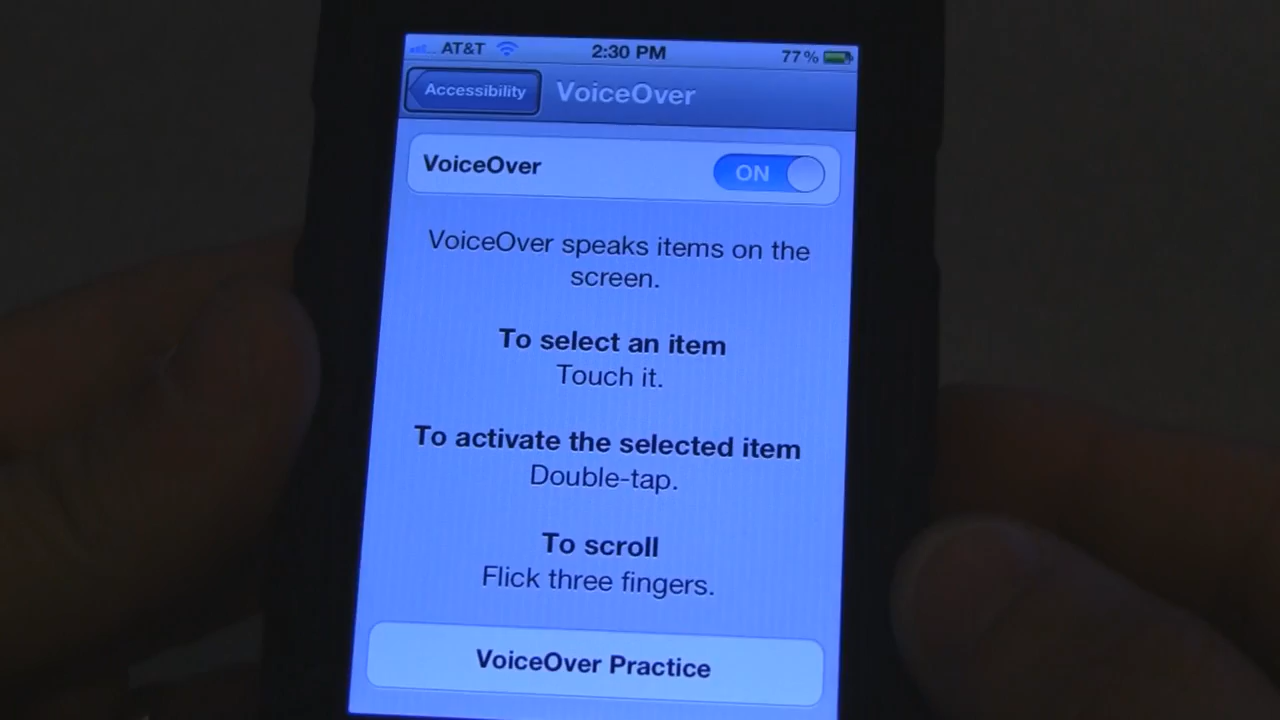 AT&T 2:30 PM 77%
Accessibility VoiceOver
VoiceOver ON
VoiceOver speaks items on the
screen.
To select an item
Touch it.
To activate the selected item
Double-tap.
To scroll
Flick three fingers.
VoiceOver Practice